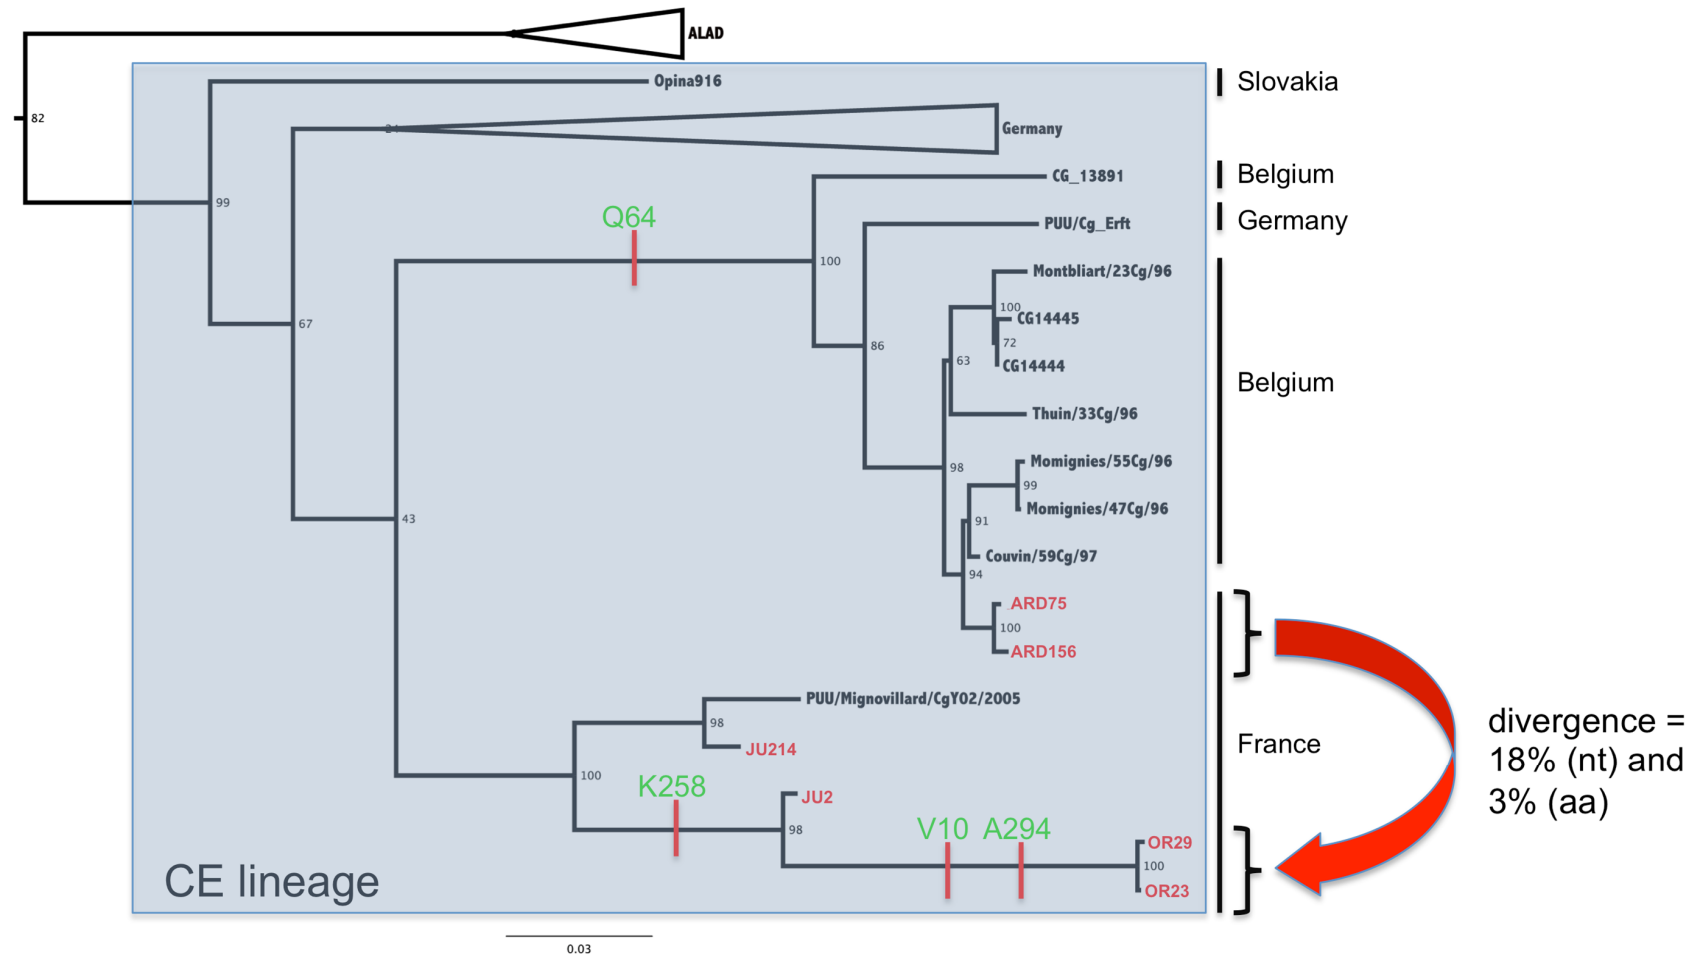 ALAD
Opina916
Slovakia
82
24
Germany
CG_13891
Belgium
99
Q64
PUU/Cg_Erft
Germany
100
Montbliart/23Cg/96
100
CG14445
67
72
86
63
CG14444
Belgium
Thuin/33Cg/96
Momignies/55Cg/96
98
99
Momignies/47Cg/96
43
91
Couvin/59Cg/97
94
ARD75
100
ARD156
PUU/Mignovillard/CgY02/2005
98
JU214
France
divergence =
18% (nt) and
3% (aa)
100
K258
JU2
98
V10 A294
OR29
100
OR23
CE lineage
0.03